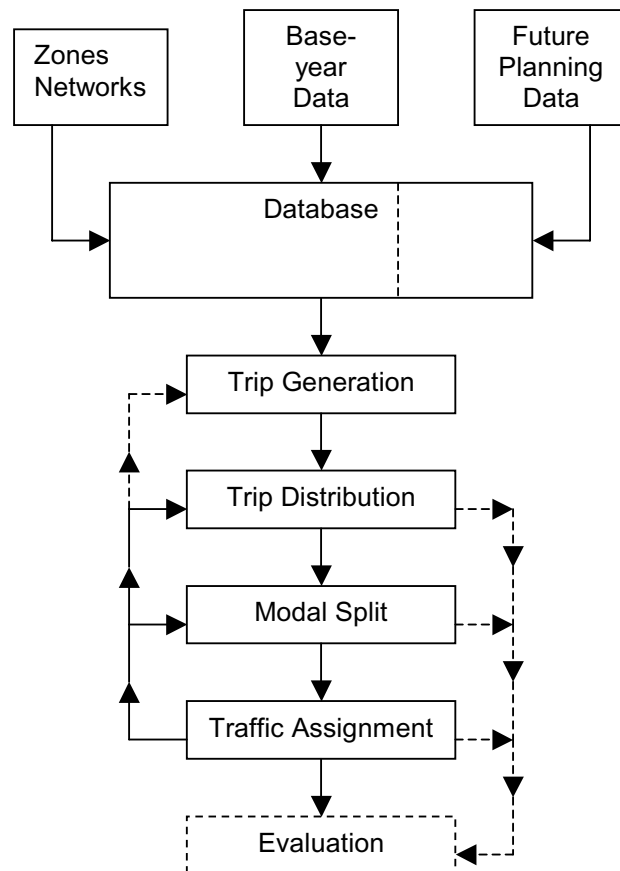 Zones
Networks
Base-
year
Data
Future
Planning
Data
Database
Trip Generation
Trip Distribution
Modal Split
Traffic Assignment
Evaluation